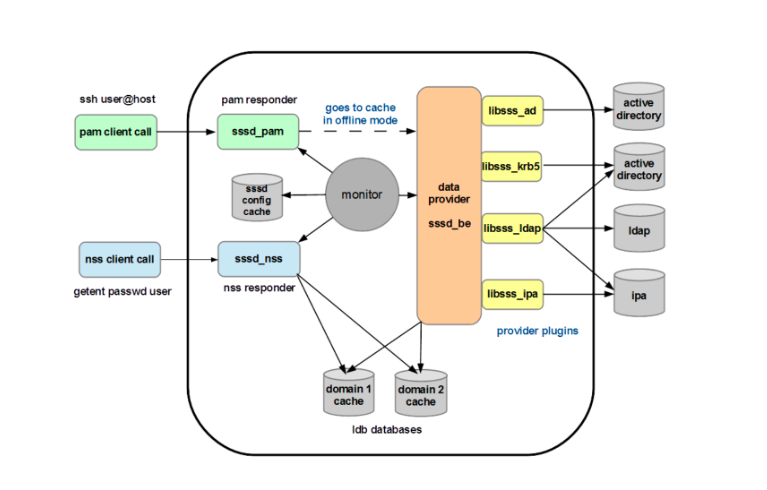 ssh user@host
pam client call
pam responder
sssd_pam
goes to cache
in offline mode
monitor
sssd
config
cache
nss client call
getent passwd user
sssd_nss
nss responder
data
provider
sssd_be
libsss_ad
libsss_krb5
libsss_ldap
libsss_ipa
provider plugins
active
directory
active
directory
ldap
ipa
domain 1
cache
domain 2
cache
ldb databases